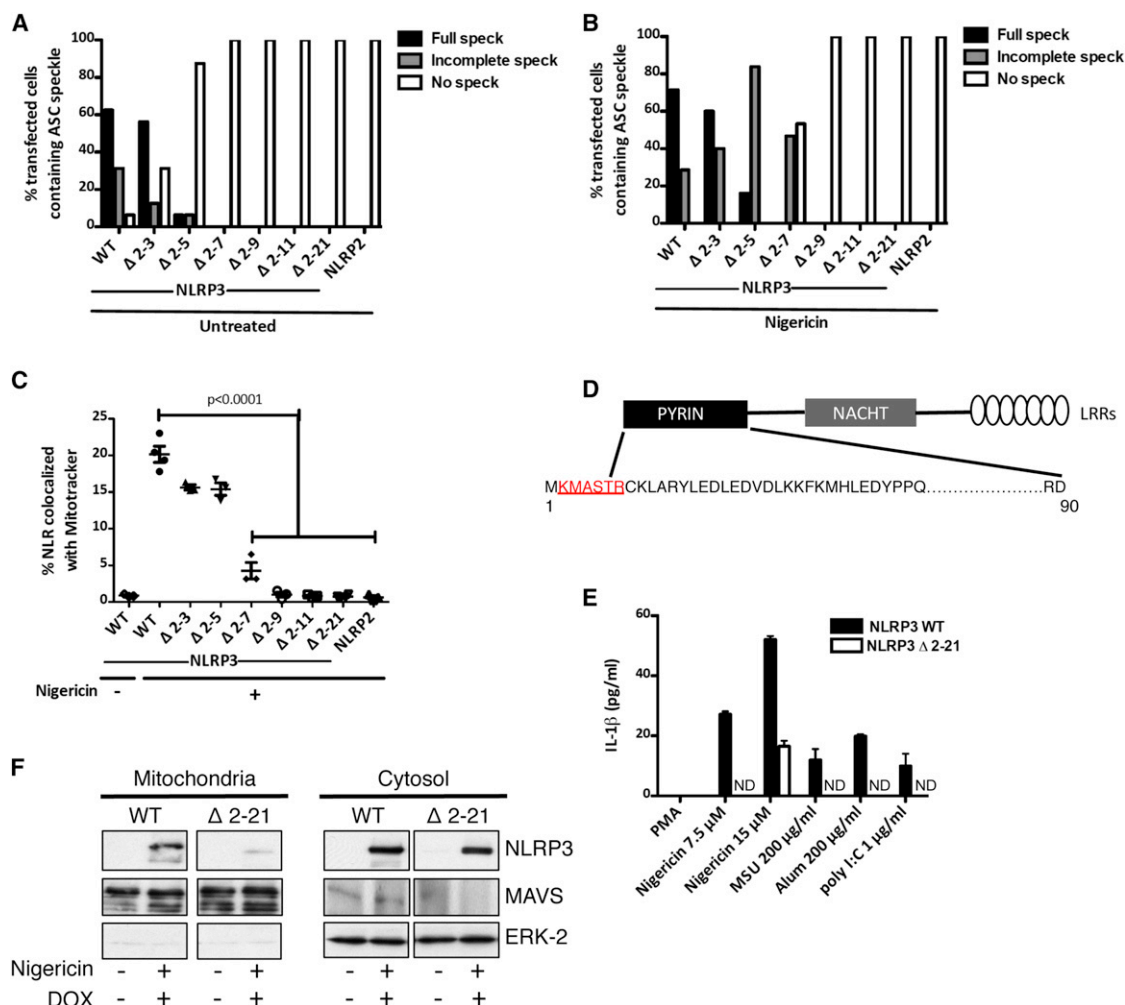 A
% transfected cells
containing ASC speckle
100
80
60
40
20
0
Full speck
Incomplete speck
No speck
WT
Δ 2-3
Δ 2-5
Δ 2-7
Δ 2-9
Δ 2-11
Δ 2-21
NLRP2
NLRP3
Untreated
B
% transfected cells
containing ASC speckle
100
80
60
40
20
0
Full speck
Incomplete speck
No speck
WT
Δ 2-3
Δ 2-5
Δ 2-7
Δ 2-9
Δ 2-11
Δ 2-21
NLRP2
NLRP3
Nigericin
C
% NLR colocalized
with Mitotracker
25
20
15
10
5
0
p<0.0001
WT
WT
Δ 2-3
Δ 2-5
Δ 2-7
Δ 2-9
Δ 2-11
Δ 2-21
NLRP2
NLRP3
Nigericin - +
D
PYRIN NACHT LRRs
MKMASTRCKLARYLEDLEDVDLKKFKMHLEDYPPQ......................RD
1 90
E
IL-1β (pg/ml)
60
40
20
0
NLRP3 WT
NLRP3 Δ 2-21
ND ND ND ND
PMA
Nigericin 7.5 µM
Nigericin 15 µM
MSU 200 µg/ml
Alum 200 µg/ml
poly I:C 1 µg/ml
F
Mitochondria Cytosol
WT Δ 2-21 WT Δ 2-21
NLRP3
MAVS
ERK-2
Nigericin - + - + - + - +
DOX - + - + - + - +